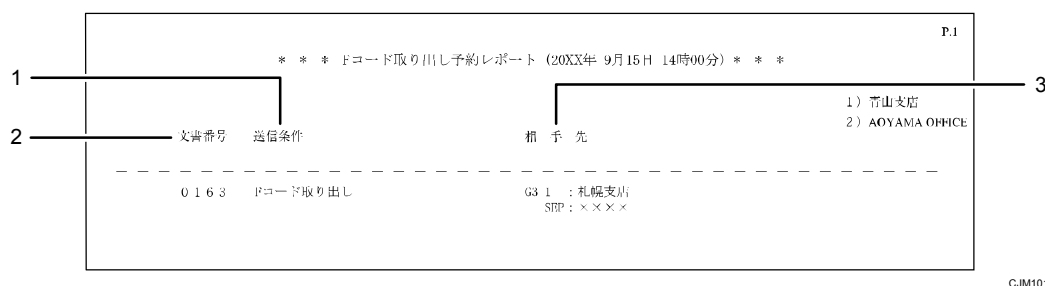 P.1
* * * Fコード取り出し予約レポート (20XX年 9月15日 14時00分) * * *
1
3
1) 青山支店
2) AOYAMA OFFICE
2
文書番号 送信条件 相 手 先
0163 Fコード取り出し G3 1 :札幌支店
SEP:××××
CJM101